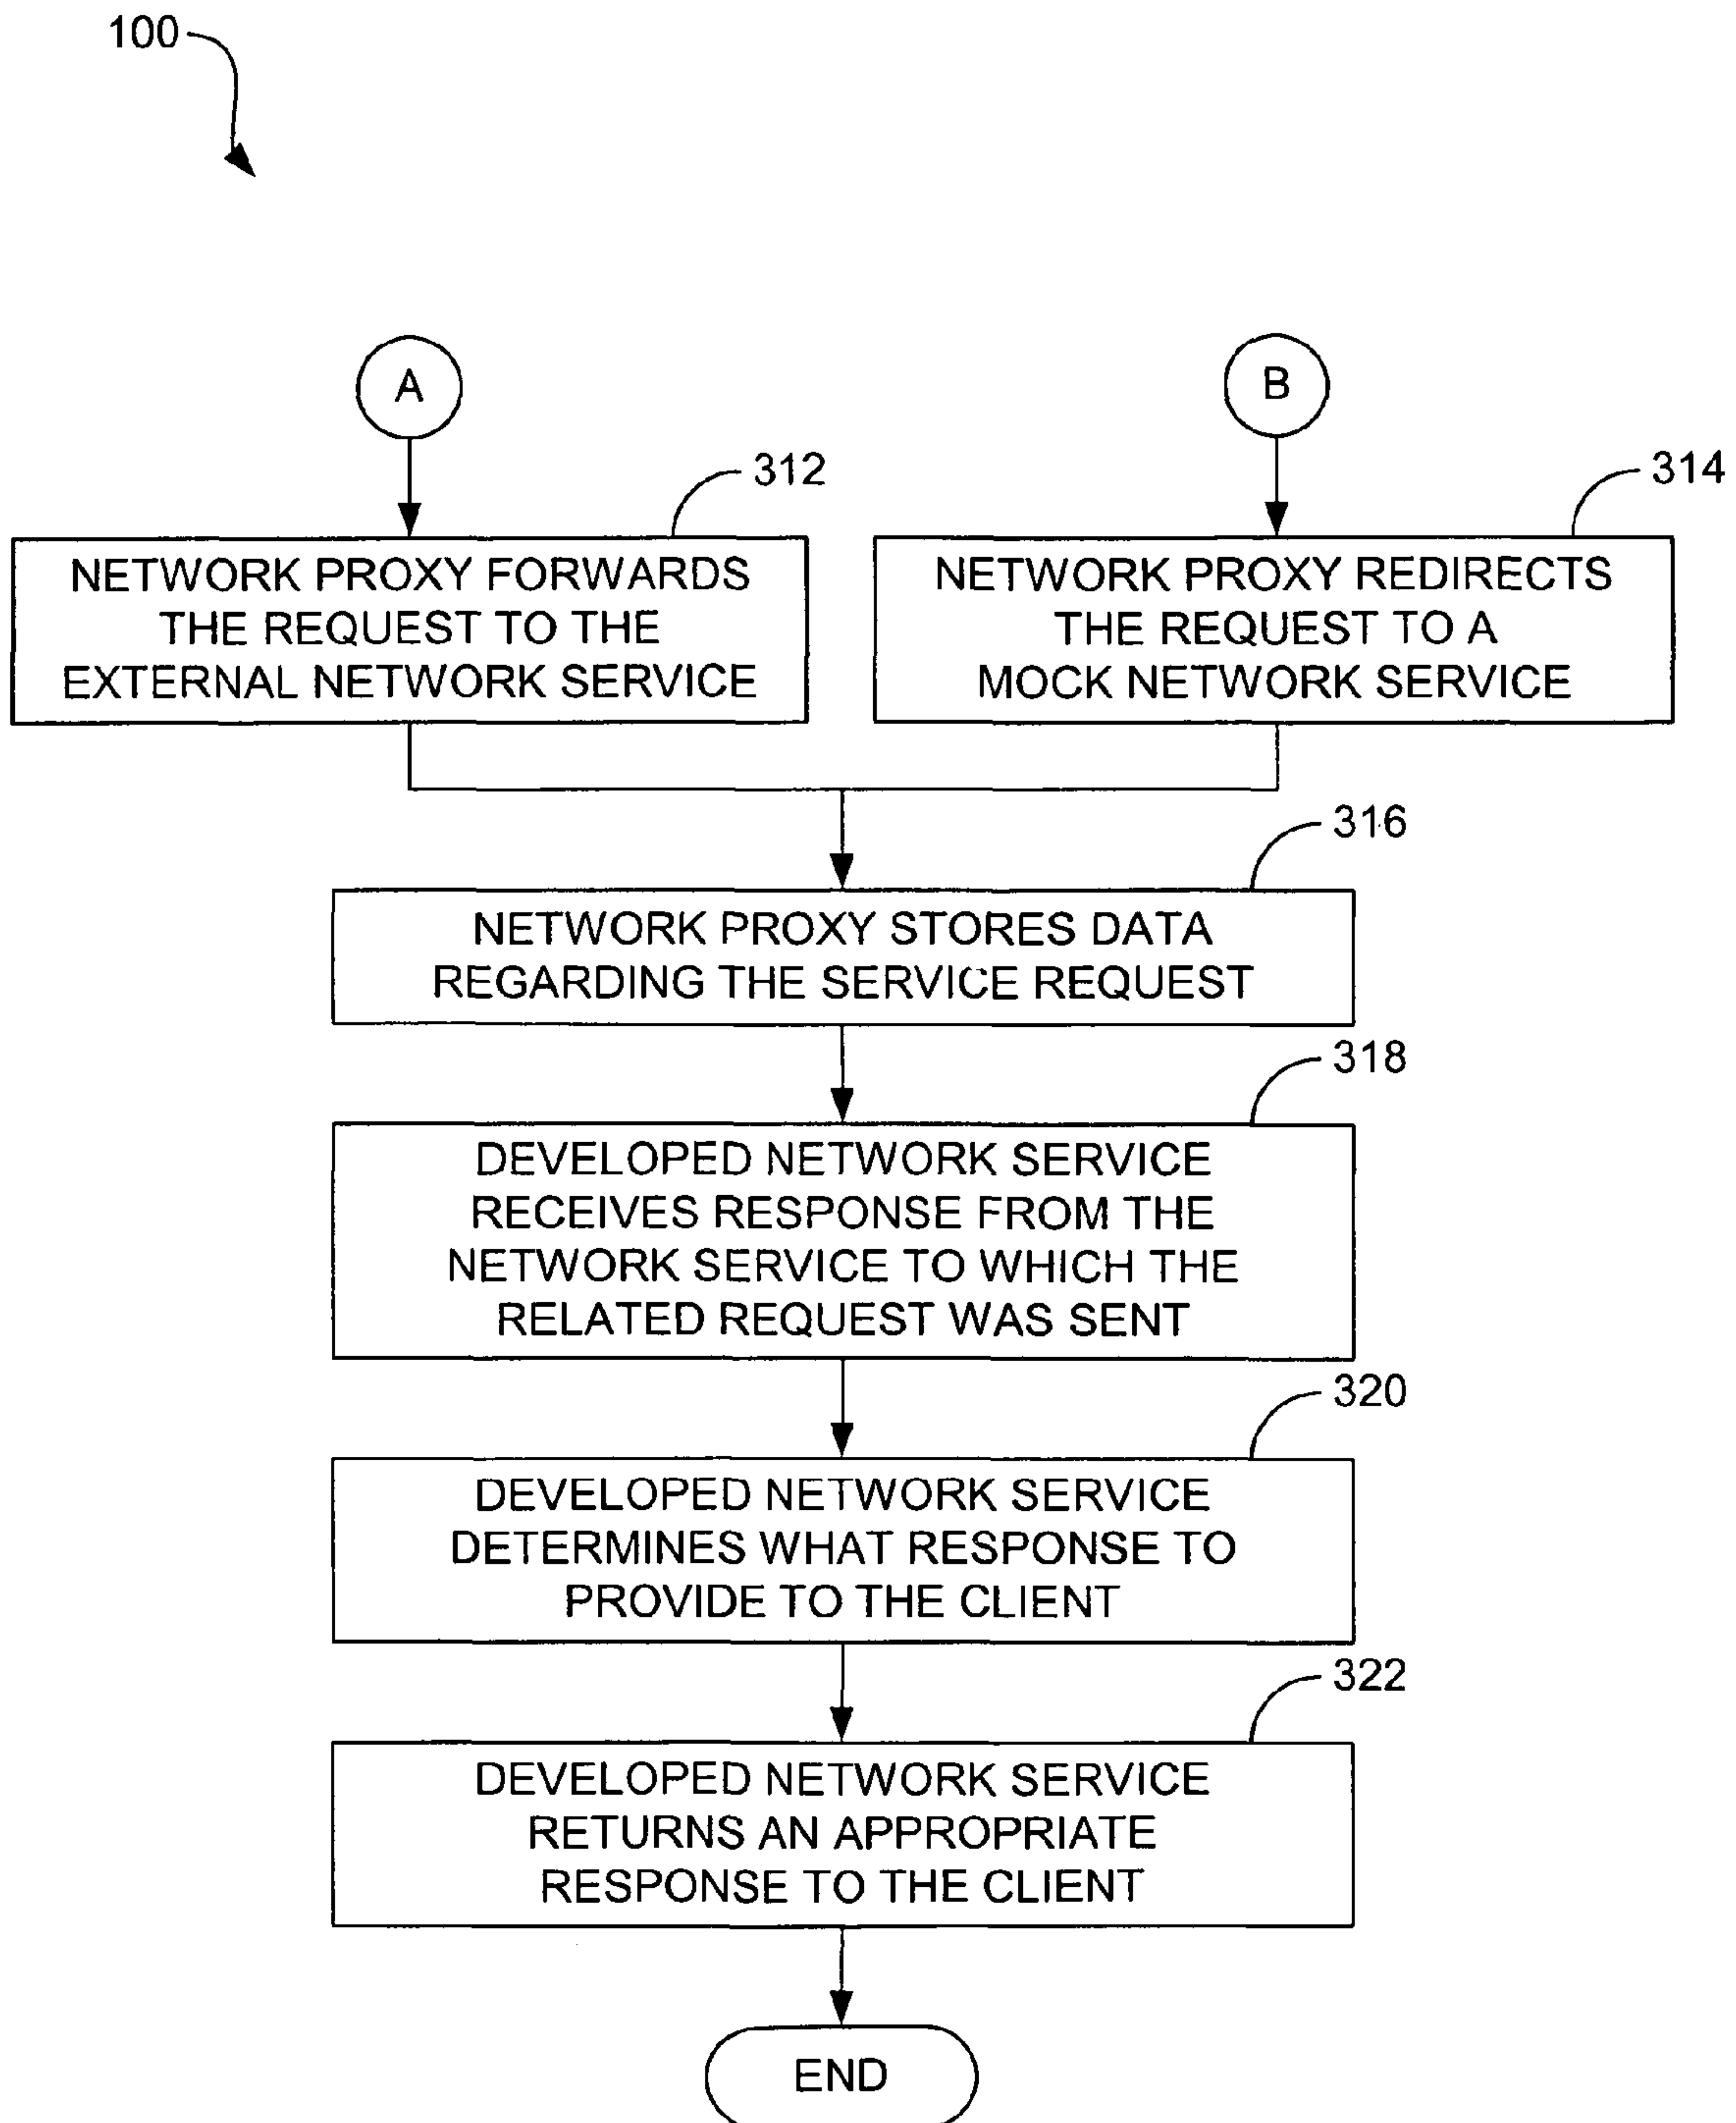 100
A
B
312
314
NETWORK PROXY FORWARDS
THE REQUEST TO THE
EXTERNAL NETWORK SERVICE
NETWORK PROXY REDIRECTS
THE REQUEST TO A
MOCK NETWORK SERVICE
316
NETWORK PROXY STORES DATA
REGARDING THE SERVICE REQUEST
318
DEVELOPED NETWORK SERVICE
RECEIVES RESPONSE FROM THE
NETWORK SERVICE TO WHICH THE
RELATED REQUEST WAS SENT
320
DEVELOPED NETWORK SERVICE
DETERMINES WHAT RESPONSE TO
PROVIDE TO THE CLIENT
322
DEVELOPED NETWORK SERVICE
RETURNS AN APPROPRIATE
RESPONSE TO THE CLIENT
END